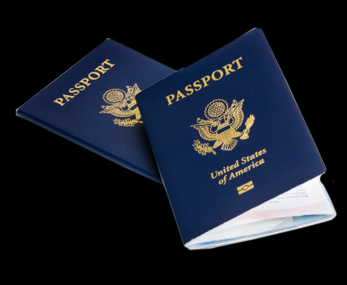 PASSPORT
PASSPORT
United States
of America